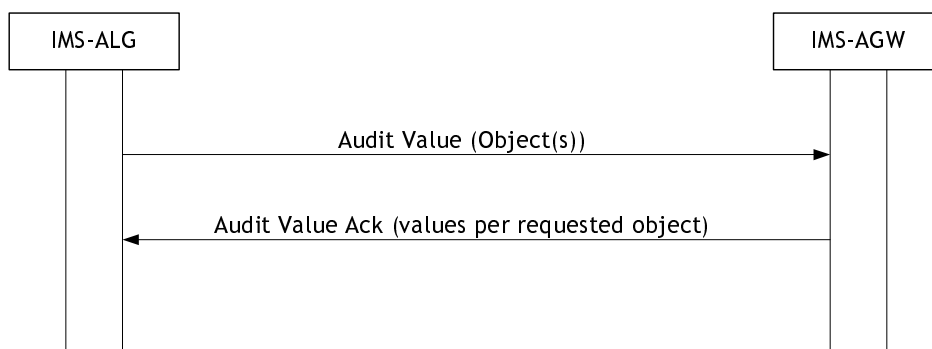 IMS-ALG
IMS-AGW
Audit Value (Object(s))
Audit Value Ack (values per requested object)